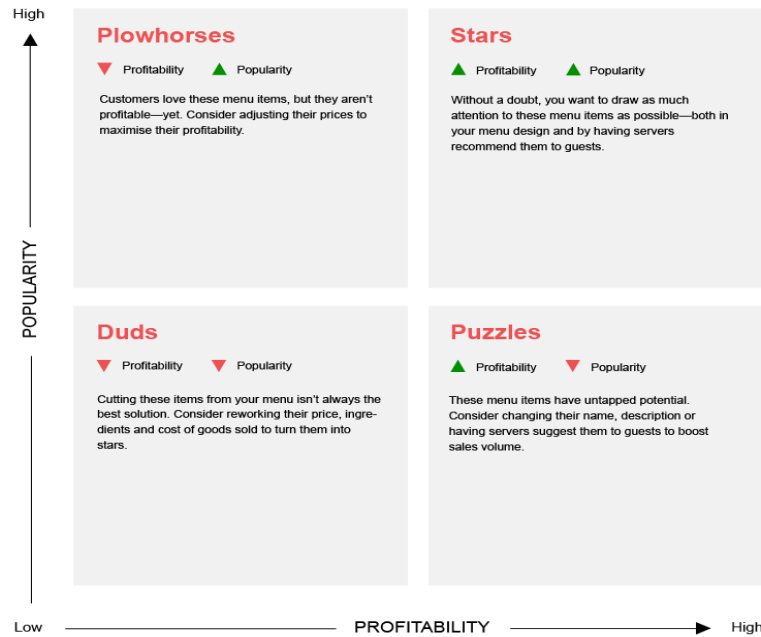 High
Plowhorses
Profitability Popularity
Customers love these menu items, but they aren't
profitable—yet. Consider adjusting their prices to
maximise their profitability.
Stars
Profitability Popularity
Without a doubt, you want to draw as much
attention to these menu items as possible—both in
your menu design and by having servers
recommend them to guests.
POPULARITY
Duds
Profitability Popularity
Cutting these items from your menu isn't always the
best solution. Consider reworking their price, ingre-
dients and cost of goods sold to turn them into
stars.
Puzzles
Profitability Popularity
These menu items have untapped potential.
Consider changing their name, description or
having servers suggest them to guests to boost
sales volume.
Low PROFITABILITY High